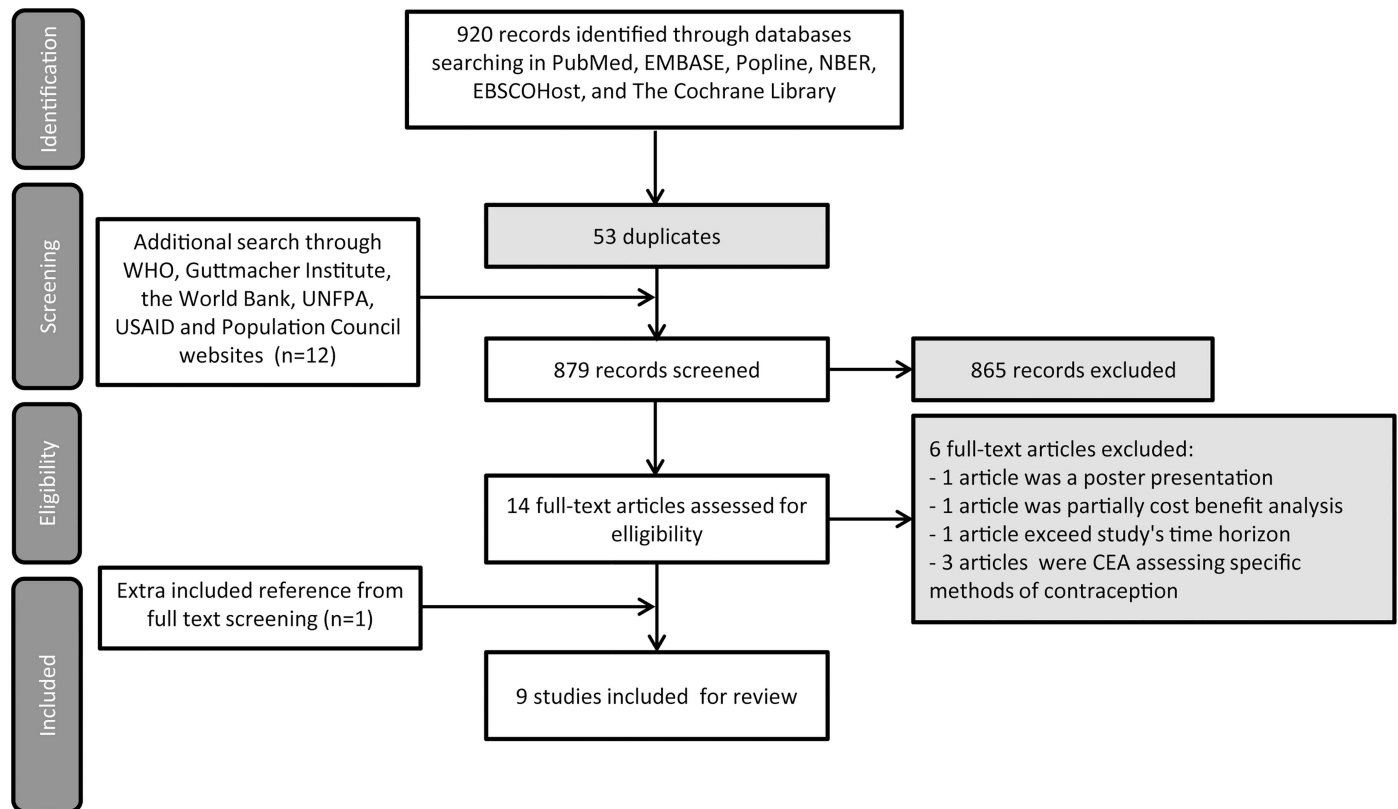 Identification
920 records identified through databases
searching in PubMed, EMBASE, Popline, NBER,
EBSCOHost, and The Cochrane Library
Screening
53 duplicates
Additional search through
WHO, Guttmacher Institute,
the World Bank, UNFPA,
USAID and Population Council
websites (n=12)
879 records screened
865 records excluded
Eligibility
14 full-text articles assessed for
elligibility
6 full-text articles excluded:
- 1 article was a poster presentation
- 1 article was partially cost benefit analysis
- 1 article exceed study's time horizon
- 3 articles were CEA assessing specific
methods of contraception
Included
Extra included reference from
full text screening (n=1)
9 studies included for review